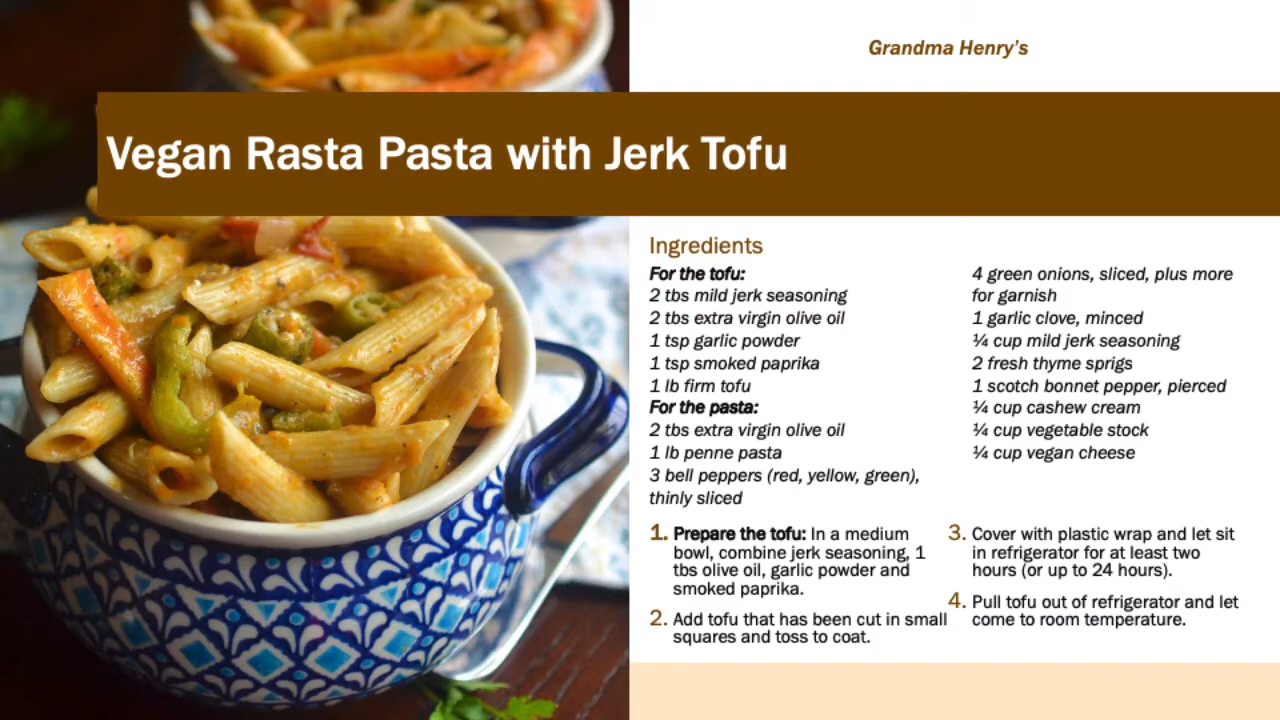 Grandma Henry's
Vegan Rasta Pasta with Jerk Tofu
Ingredients
For the tofu:
2 tbs mild jerk seasoning
2 tbs extra virgin olive oil
1 tsp garlic powder
1 tsp smoked paprika
1 lb firm tofu
For the pasta:
2 tbs extra virgin olive oil
1 lb penne pasta
3 bell peppers (red, yellow, green),
thinly sliced
4 green onions, sliced, plus more
for garnish
1 garlic clove, minced
¼ cup mild jerk seasoning
2 fresh thyme sprigs
1 scotch bonnet pepper, pierced
¼ cup cashew cream
¼ cup vegetable stock
¼ cup vegan cheese
1. Prepare the tofu: In a medium
bowl, combine jerk seasoning, 1
tbs olive oil, garlic powder and
smoked paprika.
2. Add tofu that has been cut in small
squares and toss to coat.
3. Cover with plastic wrap and let sit
in refrigerator for at least two
hours (or up to 24 hours).
4. Pull tofu out of refrigerator and let
come to room temperature.